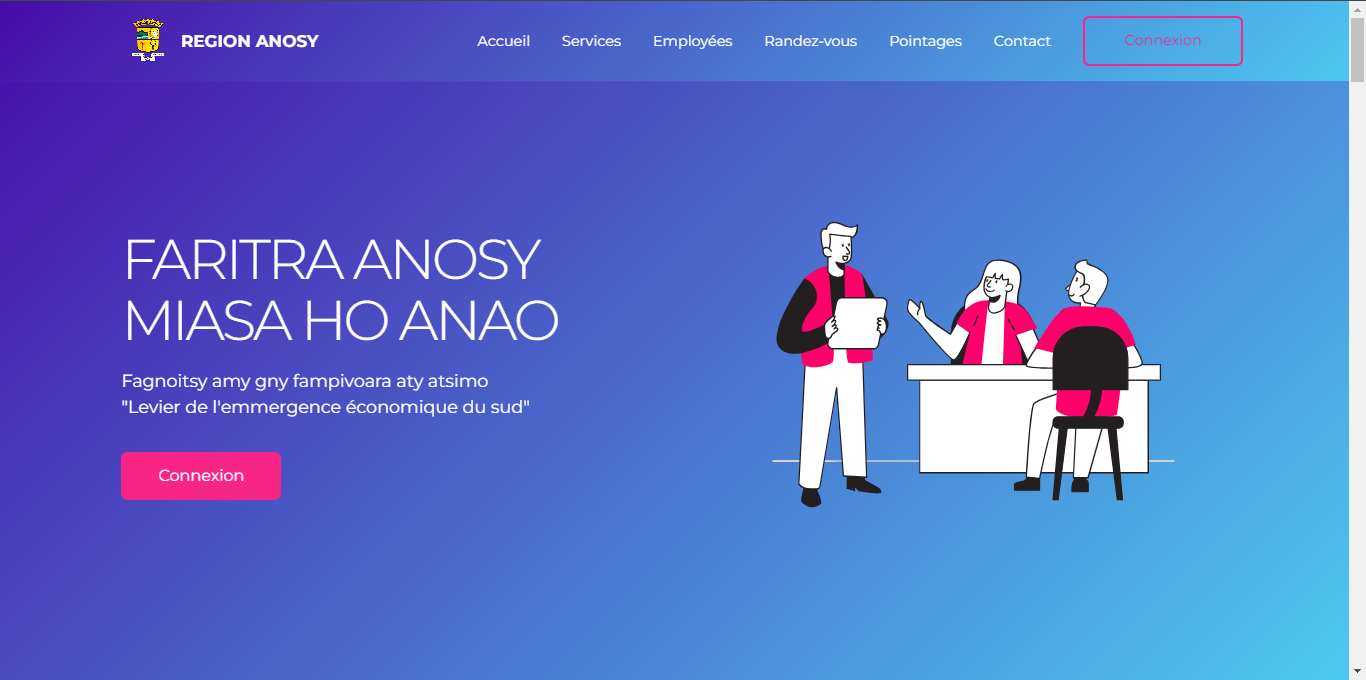 REGION ANOSY
Accueil
Services
Employées
Randez-vous
Pointages
Contact
Connexion
FARITRA ANOSY
MIASA HO ANAO
Fagnoitsy amy gny fampivoara aty atsimo
"Levier de l'emmergence économique du sud"
Connexion